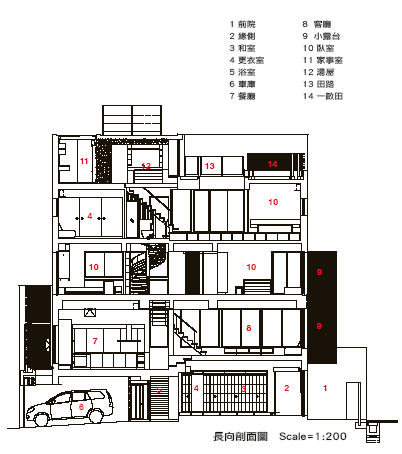 1 前院
2 緣側
3 和室
4 更衣室
5 浴室
6 車庫
7 餐廳
8 客廳
9 小露台
10 臥室
11 家事室
12 湯屋
13 田路
14 一畝田
11
12
13
14
4
10
10
10
9
8
9
7
6
4
3
2
1
長向剖面圖 Scale=1:200